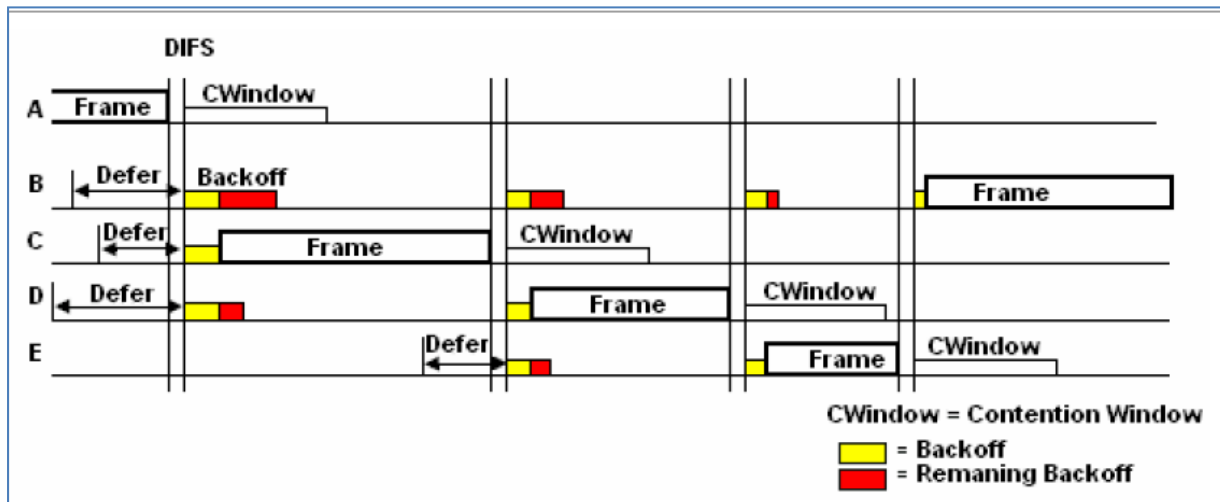 DIFS
A Frame CWindow
B Defer Backoff Frame
C Defer Frame CWindow
D Defer Frame CWindow
E Defer Frame CWindow
CWindow = Contention Window
= Backoff
= Remaning Backoff